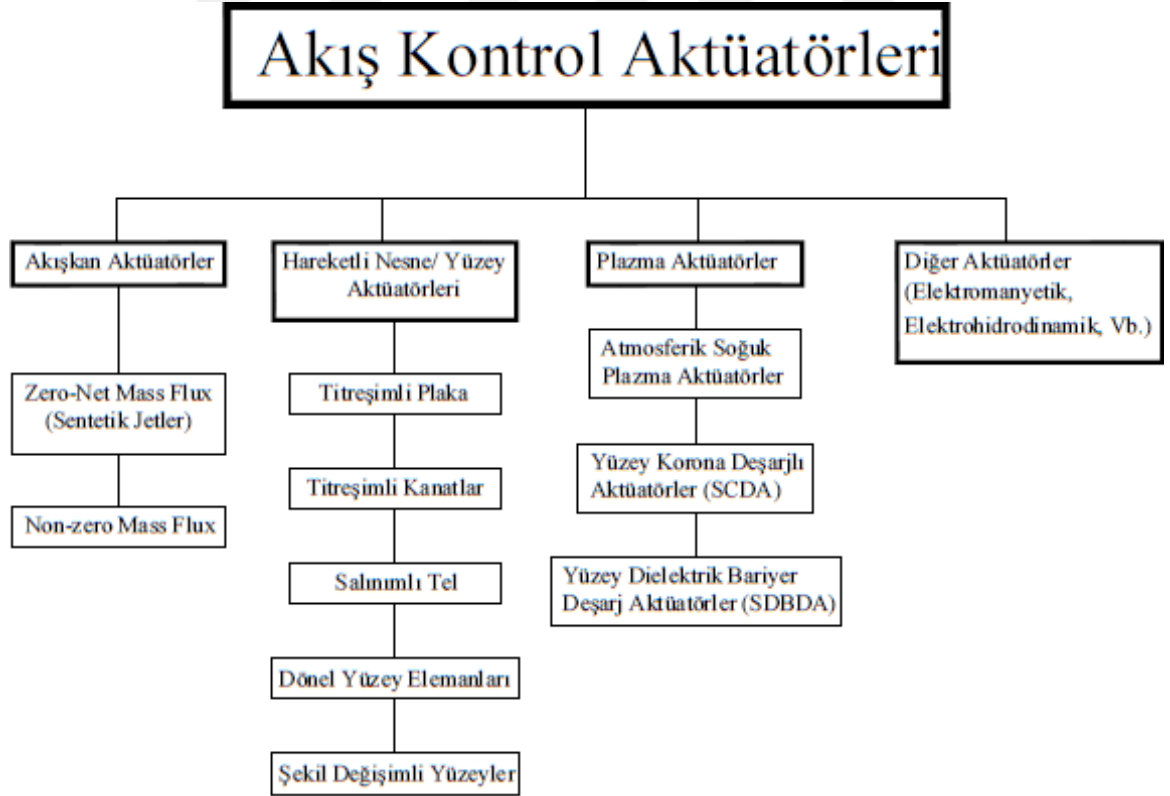 Akış Kontrol Aktüatörleri
Akışkan Aktüatörler
Zero-Net Mass Flux
(Sentetik Jetler)
Non-zero Mass Flux
Hareketli Nesne/ Yüzey
Aktüatörleri
Titreşimli Plaka
Titreşimli Kanatlar
Salınımlı Tel
Dönel Yüzey Elemanları
Şekil Değişimli Yüzeyler
Plazma Aktüatörler
Atmosferik Soğuk
Plazma Aktüatörler
Yüzey Korona Deşarjlı
Aktüatörler (SCDA)
Yüzey Dielektrik Bariyer
Deşarj Aktüatörler (SDBDA)
Diğer Aktüatörler
(Elektromanyetik,
Elektrohidrodinamik, Vb.)